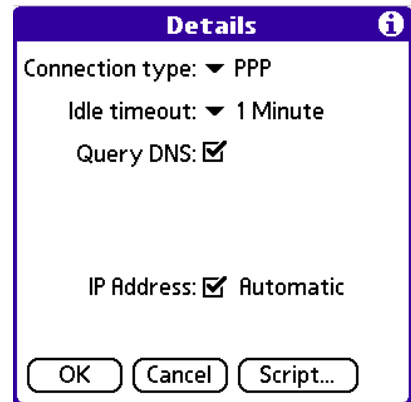 Details
Connection type: PPP
Idle timeout: 1 Minute
Query DNS:
IP Address: Automatic
OK Cancel Script...